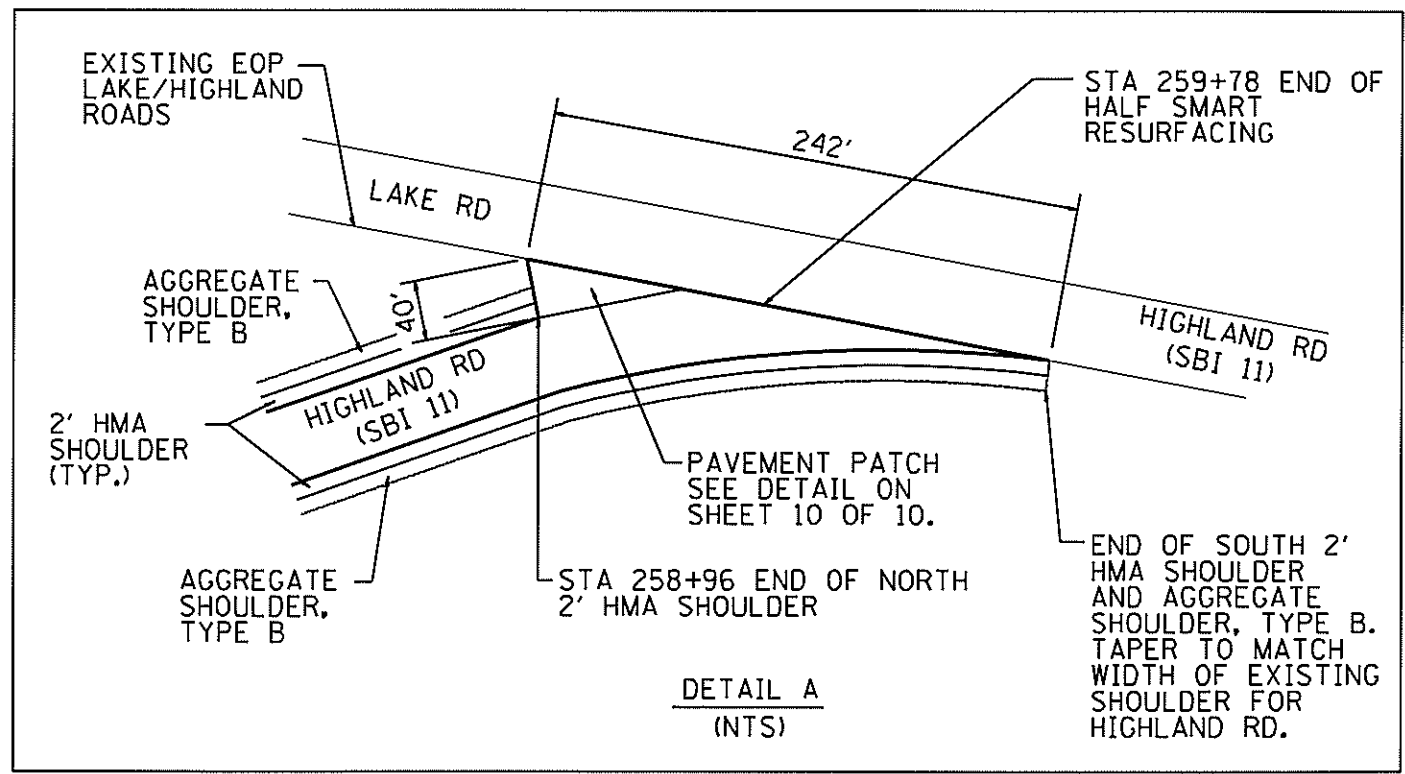 EXISTING EOP
LAKE/HIGHLAND
ROADS
STA 259+78 END OF
HALF SMART
RESURFACING
242'
LAKE RD
AGGREGATE
SHOULDER,
TYPE B
40'
HIGHLAND RD
(SBI 11)
HIGHLAND RD
(SBI 11)
2' HMA
SHOULDER
(TYP.)
PAVEMENT PATCH
SEE DETAIL ON
SHEET 10 OF 10.
AGGREGATE
SHOULDER,
TYPE B
STA 258+96 END OF NORTH
2' HMA SHOULDER
END OF SOUTH 2'
HMA SHOULDER
AND AGGREGATE
SHOULDER, TYPE B.
TAPER TO MATCH
WIDTH OF EXISTING
SHOULDER FOR
HIGHLAND RD.
DETAIL A
(NTS)